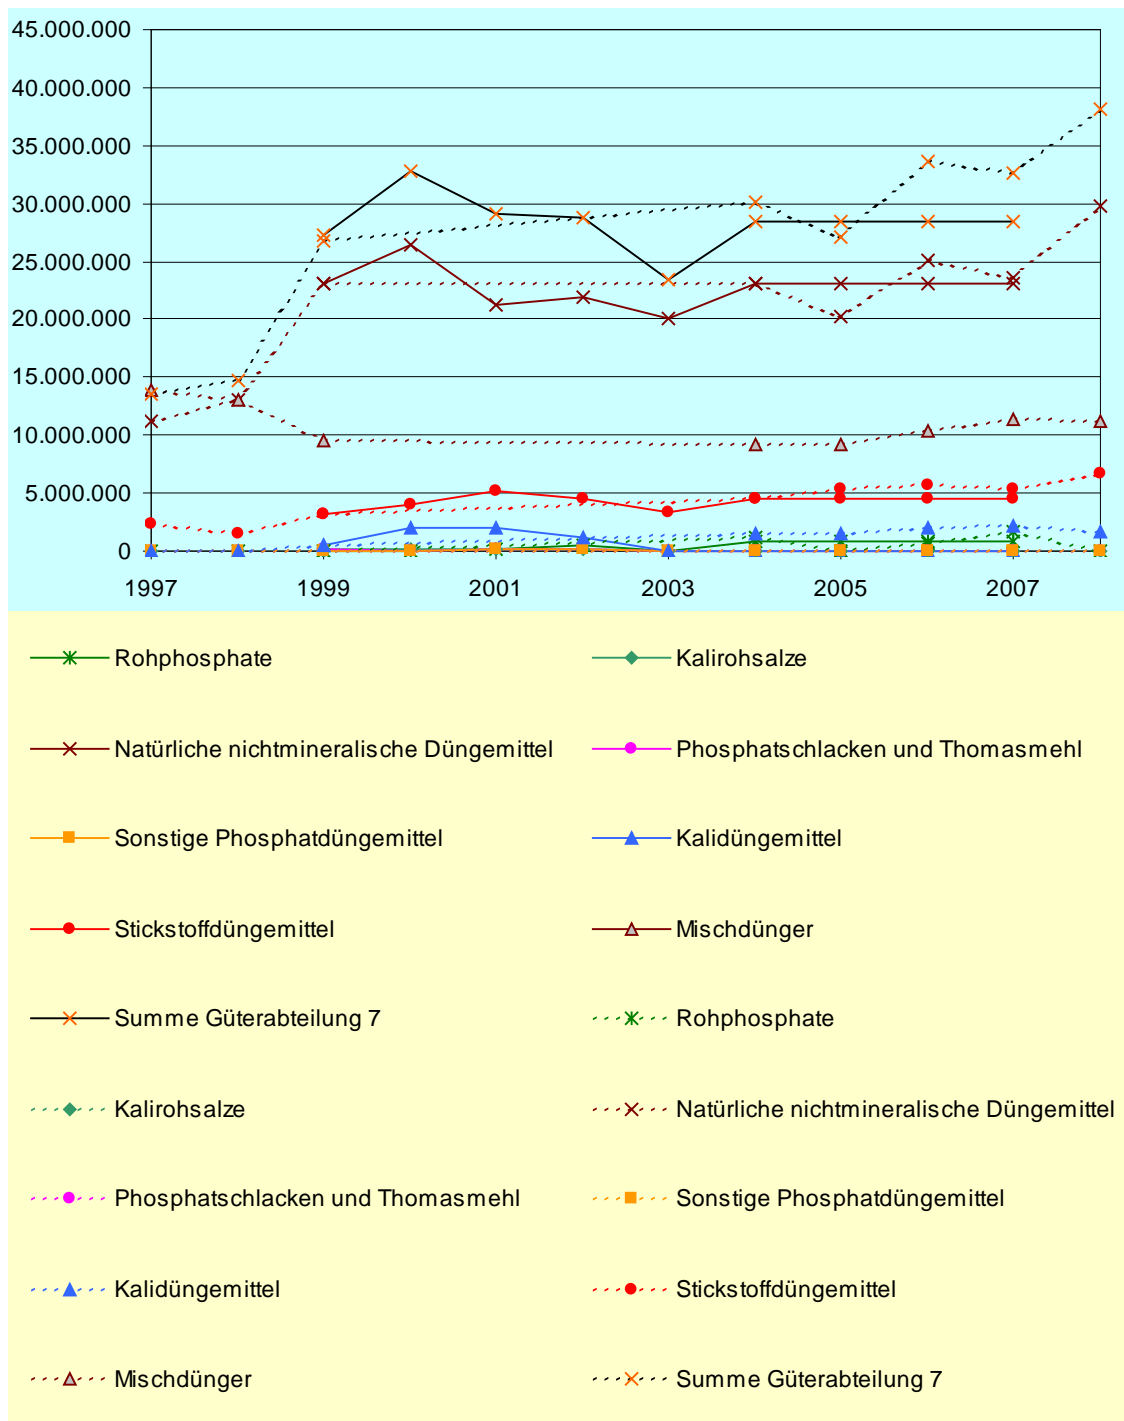 45.000.000
40.000.000
35.000.000
30.000.000
25.000.000
20.000.000
15.000.000
10.000.000
5.000.000
0
1997 1999 2001 2003 2005 2007
Rohphosphate Kalirohsalze
Natürliche nichtmineralische Düngemittel Phosphatschlacken und Thomasmehl
Sonstige Phosphatdüngemittel Kalidüngemittel
Stickstoffdüngemittel Mischdünger
Summe Güterabteilung 7 Rohphosphate
Kalirohsalze Natürliche nichtmineralische Düngemittel
Phosphatschlacken und Thomasmehl Sonstige Phosphatdüngemittel
Kalidüngemittel Stickstoffdüngemittel
Mischdünger Summe Güterabteilung 7